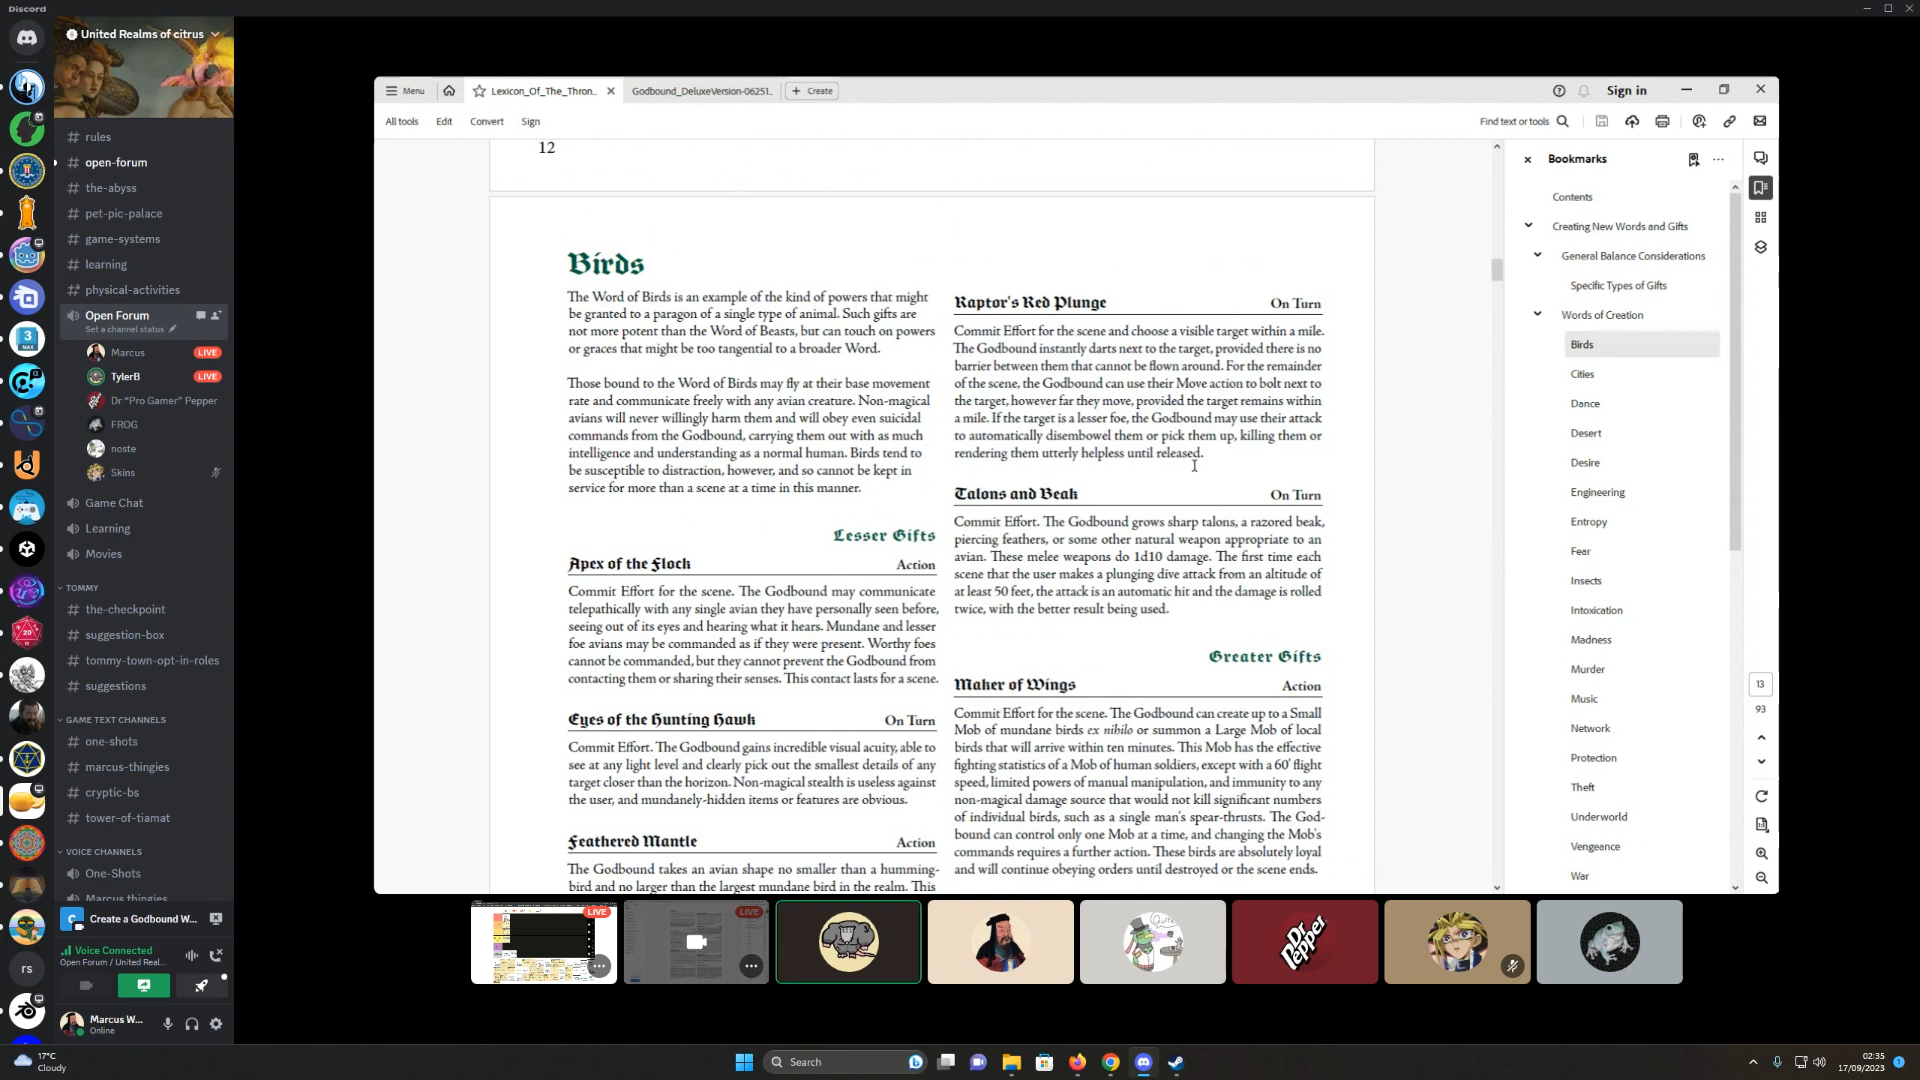 Discord
United Realms of citrus
rules
open-forum
the-abyss
pet-pic-palace
game-systems
learning
physical-activities
Open Forum
Set a channel status
Marcus
LIVE
TylerB
LIVE
Dr "Pro Gamer" Pepper
FROG
noste
Skins
Game Chat
Learning
Movies
TOMMY
the-checkpoint
suggestion-box
tommy-town-opt-in-roles
suggestions
GAME TEXT CHANNELS
one-shots
marcus-thingies
cryptic-bs
tower-of-tiamat
VOICE CHANNELS
One-Shots
Marcus thingies
Create a Godbound W...
Voice Connected
Open Forum / United Real...
Marcus W...
Online
rs
Menu
Lexicon_Of_The_Thron...
Godbound_DeluxeVersion-06251...
+ Create
Sign in
All tools
Edit
Convert
Sign
Find text or tools
12
Birds
The Word of Birds is an example of the kind of powers that might
be granted to a paragon of a single type of animal. Such gifts are
not more potent than the Word of Beasts, but can touch on powers
or graces that might be too tangential to a broader Word.
Those bound to the Word of Birds may fly at their base movement
rate and communicate freely with any avian creature. Non-magical
avians will never willingly harm them and will obey even suicidal
commands from the Godbound, carrying them out with as much
intelligence and understanding as a normal human. Birds tend to
be susceptible to distraction, however, and so cannot be kept in
service for more than a scene at a time in this manner.
Lesser Gifts
Apex of the Flock Action
Commit Effort for the scene. The Godbound may communicate
telepathically with any single avian they have personally seen before,
seeing out of its eyes and hearing what it hears. Mundane and lesser
foe avians may be commanded as if they were present. Worthy foes
cannot be commanded, but they cannot prevent the Godbound from
contacting them or sharing their senses. This contact lasts for a scene.
Eyes of the Hunting Hawk On Turn
Commit Effort. The Godbound gains incredible visual acuity, able to
see at any light level and clearly pick out the smallest details of any
target closer than the horizon. Non-magical stealth is useless against
the user, and mundanely-hidden items or features are obvious.
Feathered Mantle Action
The Godbound takes an avian shape no smaller than a humming-
bird and no larger than the largest mundane bird in the realm. This
Raptor's Red Plunge On Turn
Commit Effort for the scene and choose a visible target within a mile.
The Godbound instantly darts next to the target, provided there is no
barrier between them that cannot be flown around. For the remainder
of the scene, the Godbound can use their Move action to bolt next to
the target, however far they move, provided the target remains within
a mile. If the target is a lesser foe, the Godbound may use their attack
to automatically disembowel them or pick them up, killing them or
rendering them utterly helpless until released.
Talons and Beak On Turn
Commit Effort. The Godbound grows sharp talons, a razored beak,
piercing feathers, or some other natural weapon appropriate to an
avian. These melee weapons do 1d10 damage. The first time each
scene that the user makes a plunging dive attack from an altitude of
at least 50 feet, the attack is an automatic hit and the damage is rolled
twice, with the better result being used.
Greater Gifts
Maker of Wings Action
Commit Effort for the scene. The Godbound can create up to a Small
Mob of mundane birds ex nihilo or summon a Large Mob of local
birds that will arrive within ten minutes. This Mob has the effective
fighting statistics of a Mob of human soldiers, except with a 60' flight
speed, limited powers of manual manipulation, and immunity to any
non-magical damage source that would not kill significant numbers
of individual birds, such as a single man's spear-thrusts. The God-
bound can control only one Mob at a time, and changing the Mob's
commands requires a further action. These birds are absolutely loyal
and will continue obeying orders until destroyed or the scene ends.
Bookmarks
Contents
Creating New Words and Gifts
General Balance Considerations
Specific Types of Gifts
Words of Creation
Birds
Cities
Dance
Desert
Desire
Engineering
Entropy
Fear
Insects
Intoxication
Madness
Murder
Music
Network
Protection
Theft
Underworld
Vengeance
War
13
93
LIVE
LIVE
Quite
Dr Pepper
17°C
Cloudy
Search
02:35
17/09/2023